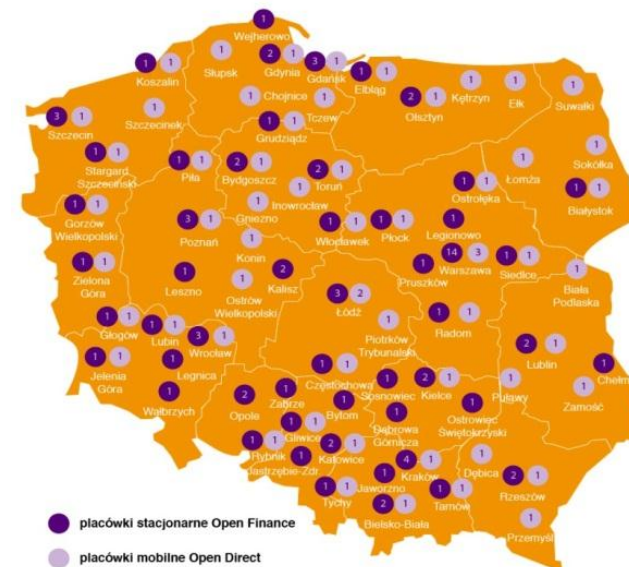 1
Wejherowo
1 1
Koszalin
1
Słupsk
2 1
Gdynia
3 1
Gdańsk
1 1
Elbląg
1
Kętrzyn
1
Ełk
1
Suwałki
3 1
Szczecin
1
Szczecinek
1
Chojnice
1
Tczew
2 1
Olsztyn
1 1
Grudziądz
1
Sokółka
1 1
Stargard
Szczeciński
1 1
Piła
2 1
Bydgoszcz
2 1
Toruń
1
Łomża
1 1
Ostrołęka
1 1
Białystok
1
Inowrocław
1 1
Gorzów
Wielkopolski
1
Gniezno
3 1
Poznań
1 1
Włocławek
1 1
Płock
1
Legionowo
1
Konin
14 3
Warszawa
1
Pruszków
1 1
Siedlce
1
Biała
Podlaska
1 1
Zielona
Góra
1
Leszno
1
Ostrów
Wielkopolski
2
Kalisz
3 2
Łódź
1 1
Głogów
1 1
Lubin
3 1
Wrocław
1
Piotrków
Trybunalski
1 1
Radom
2 1
Lublin
1 1
Jelenia
Góra
1
Legnica
1
Chełm
1
Wałbrzych
2
Opole
1
Zabrze
1 1
Częstochowa
1
Bytom
1
Sosnowiec
2 1
Kielce
1
Puławy
1
Zamość
1
Ostrowiec
Świętokrzyski
1 1
Gliwice
1
Dąbrowa
Górnicza
1 1
Rybnik
1
Jastrzębie-Zdr.
2 1
Katowice
4 1
Kraków
1
Jaworzno
1
Dębica
2 1
Rzeszów
1 1
Tychy
2 1
Bielsko-Biała
1 1
Tarnów
1
Przemyśl
placówki stacjonarne Open Finance
placówki mobilne Open Direct